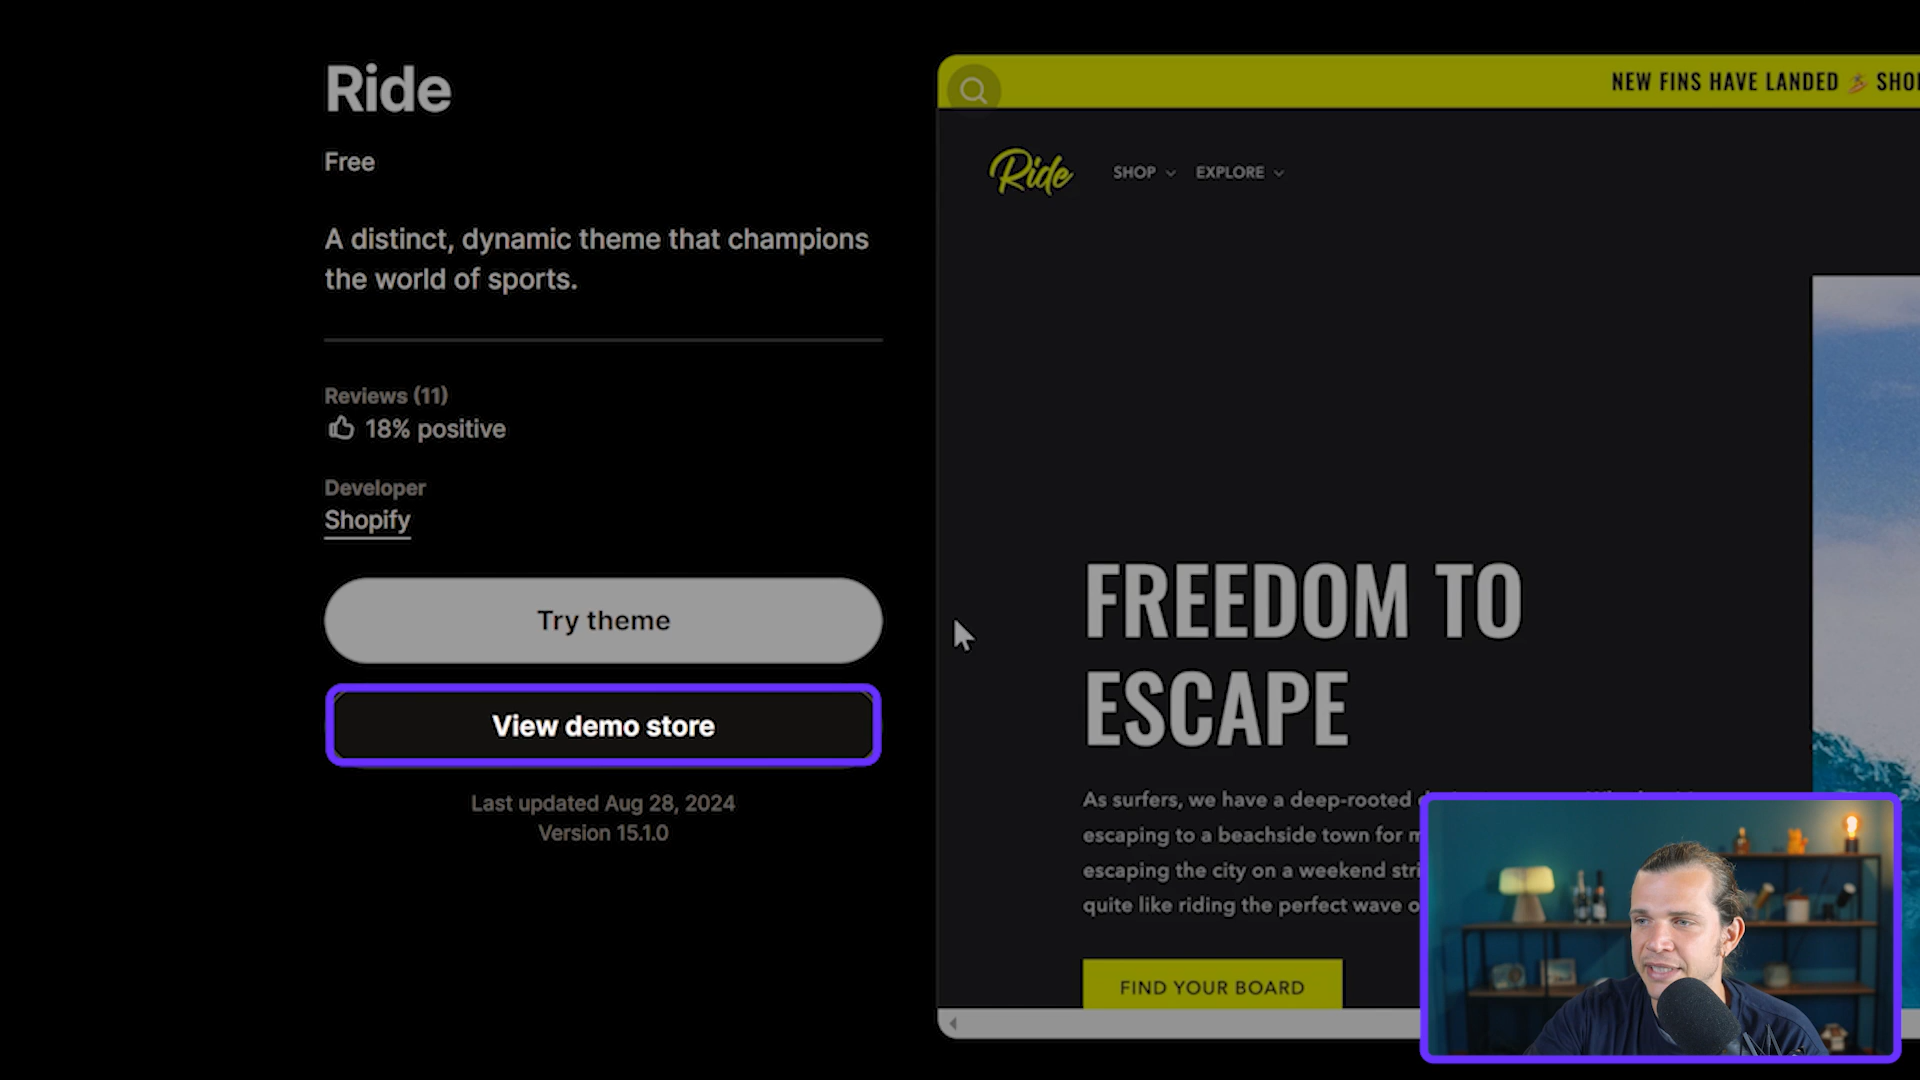 Ride
Free
A distinct, dynamic theme that champions
the world of sports.
Reviews (11)
18% positive
Developer
Shopify
Try theme
View demo store
Last updated Aug 28, 2024
Version 15.1.0
NEW FINS HAVE LANDED 🏄 SHO
Ride
SHOP
EXPLORE
FREEDOM TO
ESCAPE
As surfers, we have a deep-rooted
escaping to a beachside town for
escaping the city on a weekend
quite like riding the perfect wave
FIND YOUR BOARD